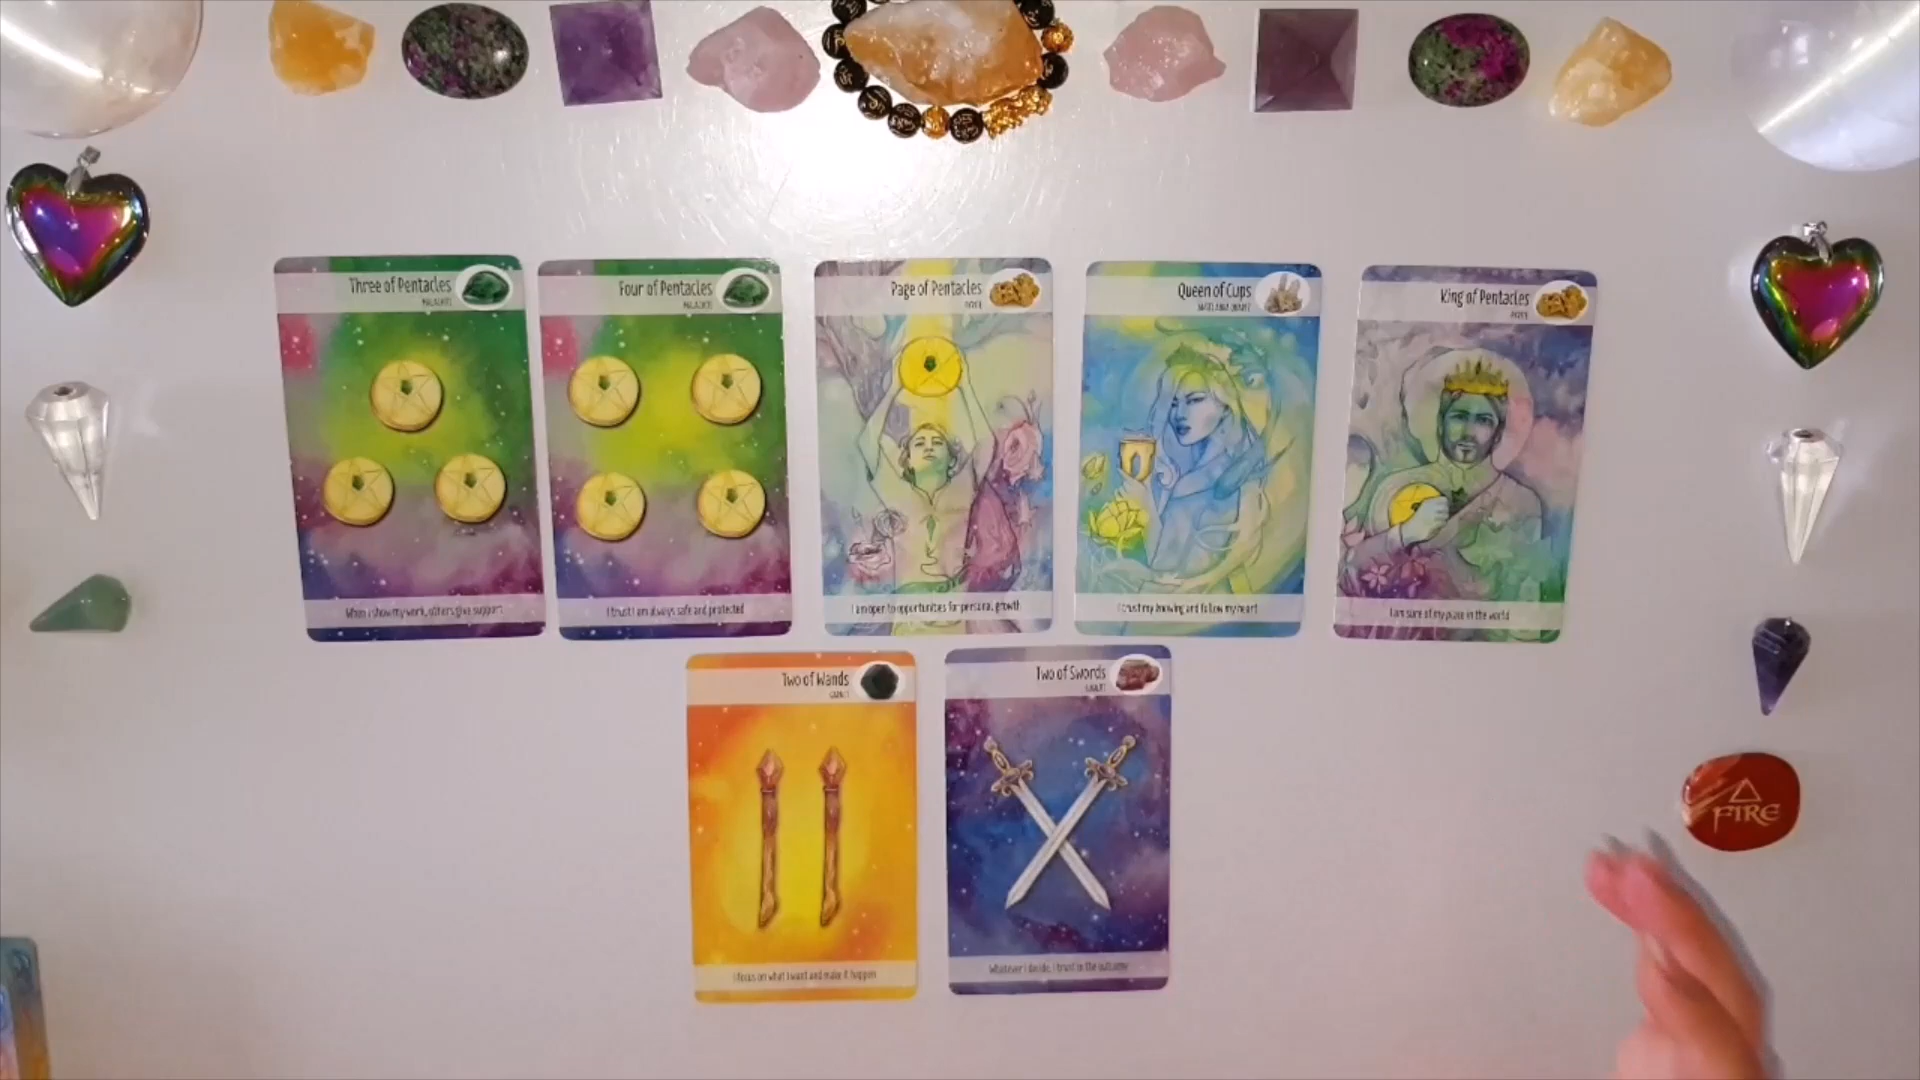 Three of Pentacles
MALACHITE
When I show my work, others give support
Four of Pentacles
MALACHITE
I trust I am always safe and protected
Page of Pentacles
I am open to opportunities for personal growth
Queen of Cups
I trust my knowing and follow my heart
King of Pentacles
I am sure of my place in the world
Two of Wands
I focus on what I want and make it happen
Two of Swords
Whatever I decide, I trust in the outcome
FIRE